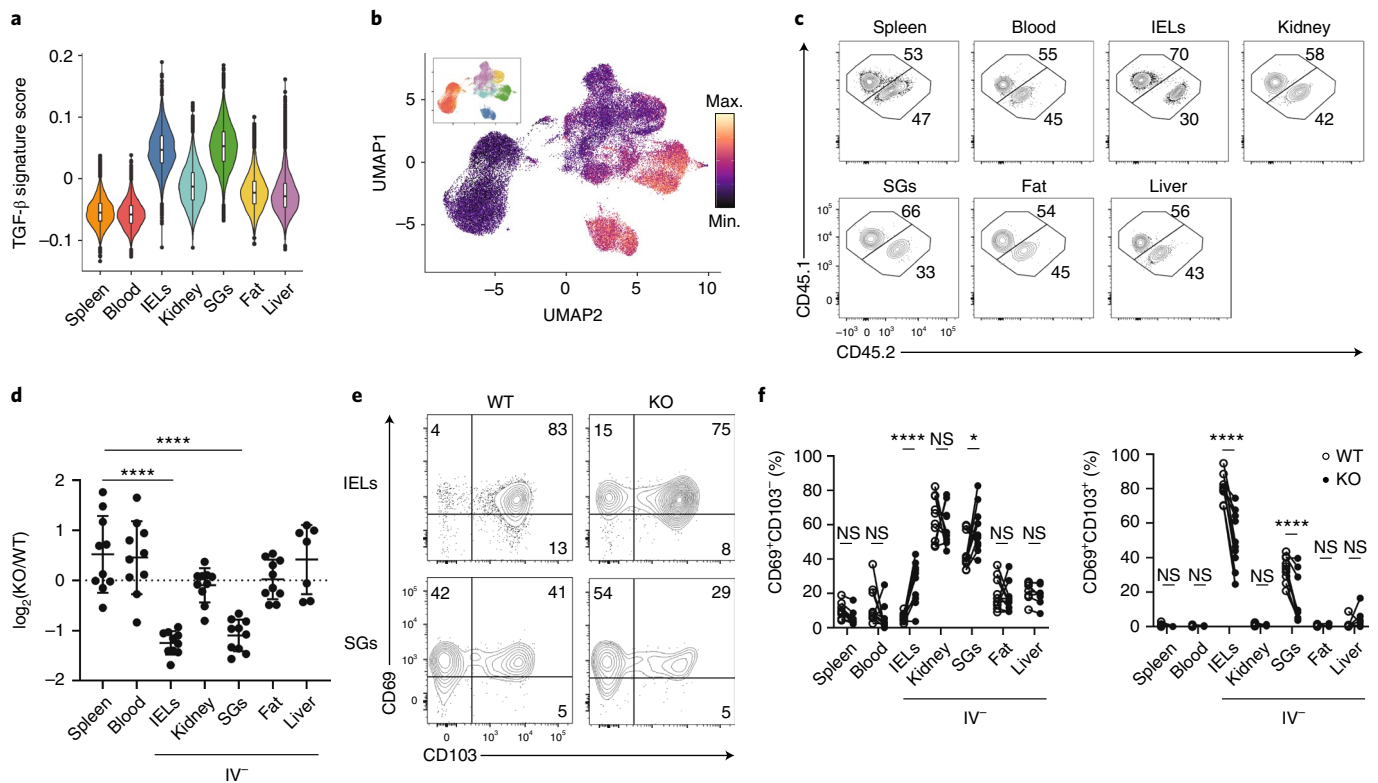 a
TGF-β signature score
0.2
0.1
0
−0.1
Spleen
Blood
IELs
Kidney
SGs
Fat
Liver
b
UMAP1
5
0
−5
−5
0
5
10
UMAP2
Max.
Min.
c
Spleen
Blood
IELs
Kidney
53
47
55
45
70
30
58
42
SGs
Fat
Liver
66
33
54
45
56
43
10⁵
10⁴
10³
0
−10³ 0 10³ 10⁴ 10⁵
CD45.1
CD45.2
d
log₂(KO/WT)
2
1
0
−1
−2
****
****
Spleen
Blood
IELs
Kidney
SGs
Fat
Liver
IV⁻
e
WT
KO
IELs
4
83
13
15
75
8
SGs
42
41
5
54
29
5
10⁵
10⁴
10³
0
0 10³ 10⁴ 10⁵
CD69
CD103
f
CD69⁺CD103⁻ (%)
100
80
60
40
20
0
NS
NS
****
NS
*
NS
NS
Spleen
Blood
IELs
Kidney
SGs
Fat
Liver
IV⁻
CD69⁺CD103⁺ (%)
100
80
60
40
20
0
NS
NS
****
NS
****
NS
NS
WT
KO
Spleen
Blood
IELs
Kidney
SGs
Fat
Liver
IV⁻